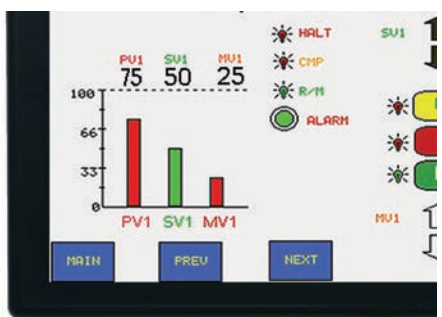 HALT
SV1
PV1 SV1 MV1
75 50 25
CMP
R/M
ALARM
100
66
33
0
PV1 SV1 MV1
MV1
MAIN PREV NEXT